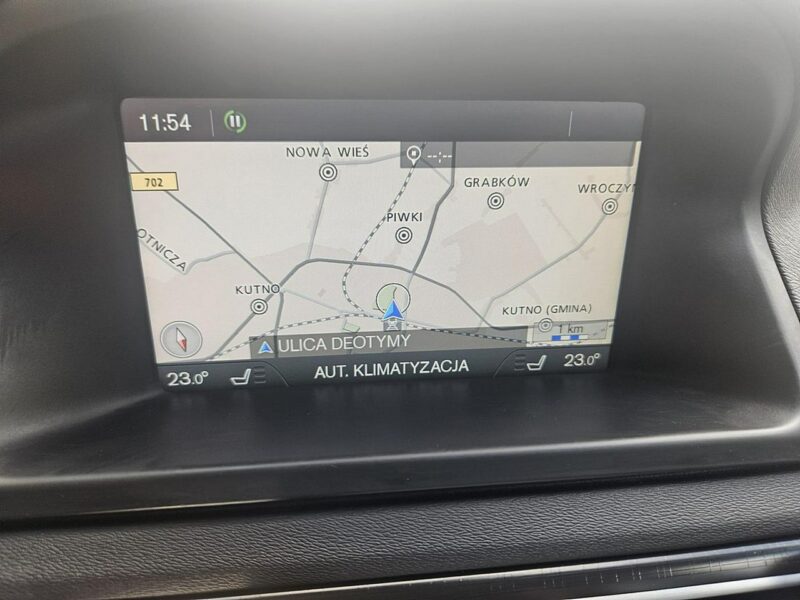 11:54
NOWA WIEŚ
--:--
702
GRABKÓW
WROCZYN
PIWKI
OTNICZA
KUTNO
KUTNO (GMINA)
1 km
ULICA DEOTYMY
23.0°
AUT. KLIMATYZACJA
23.0°